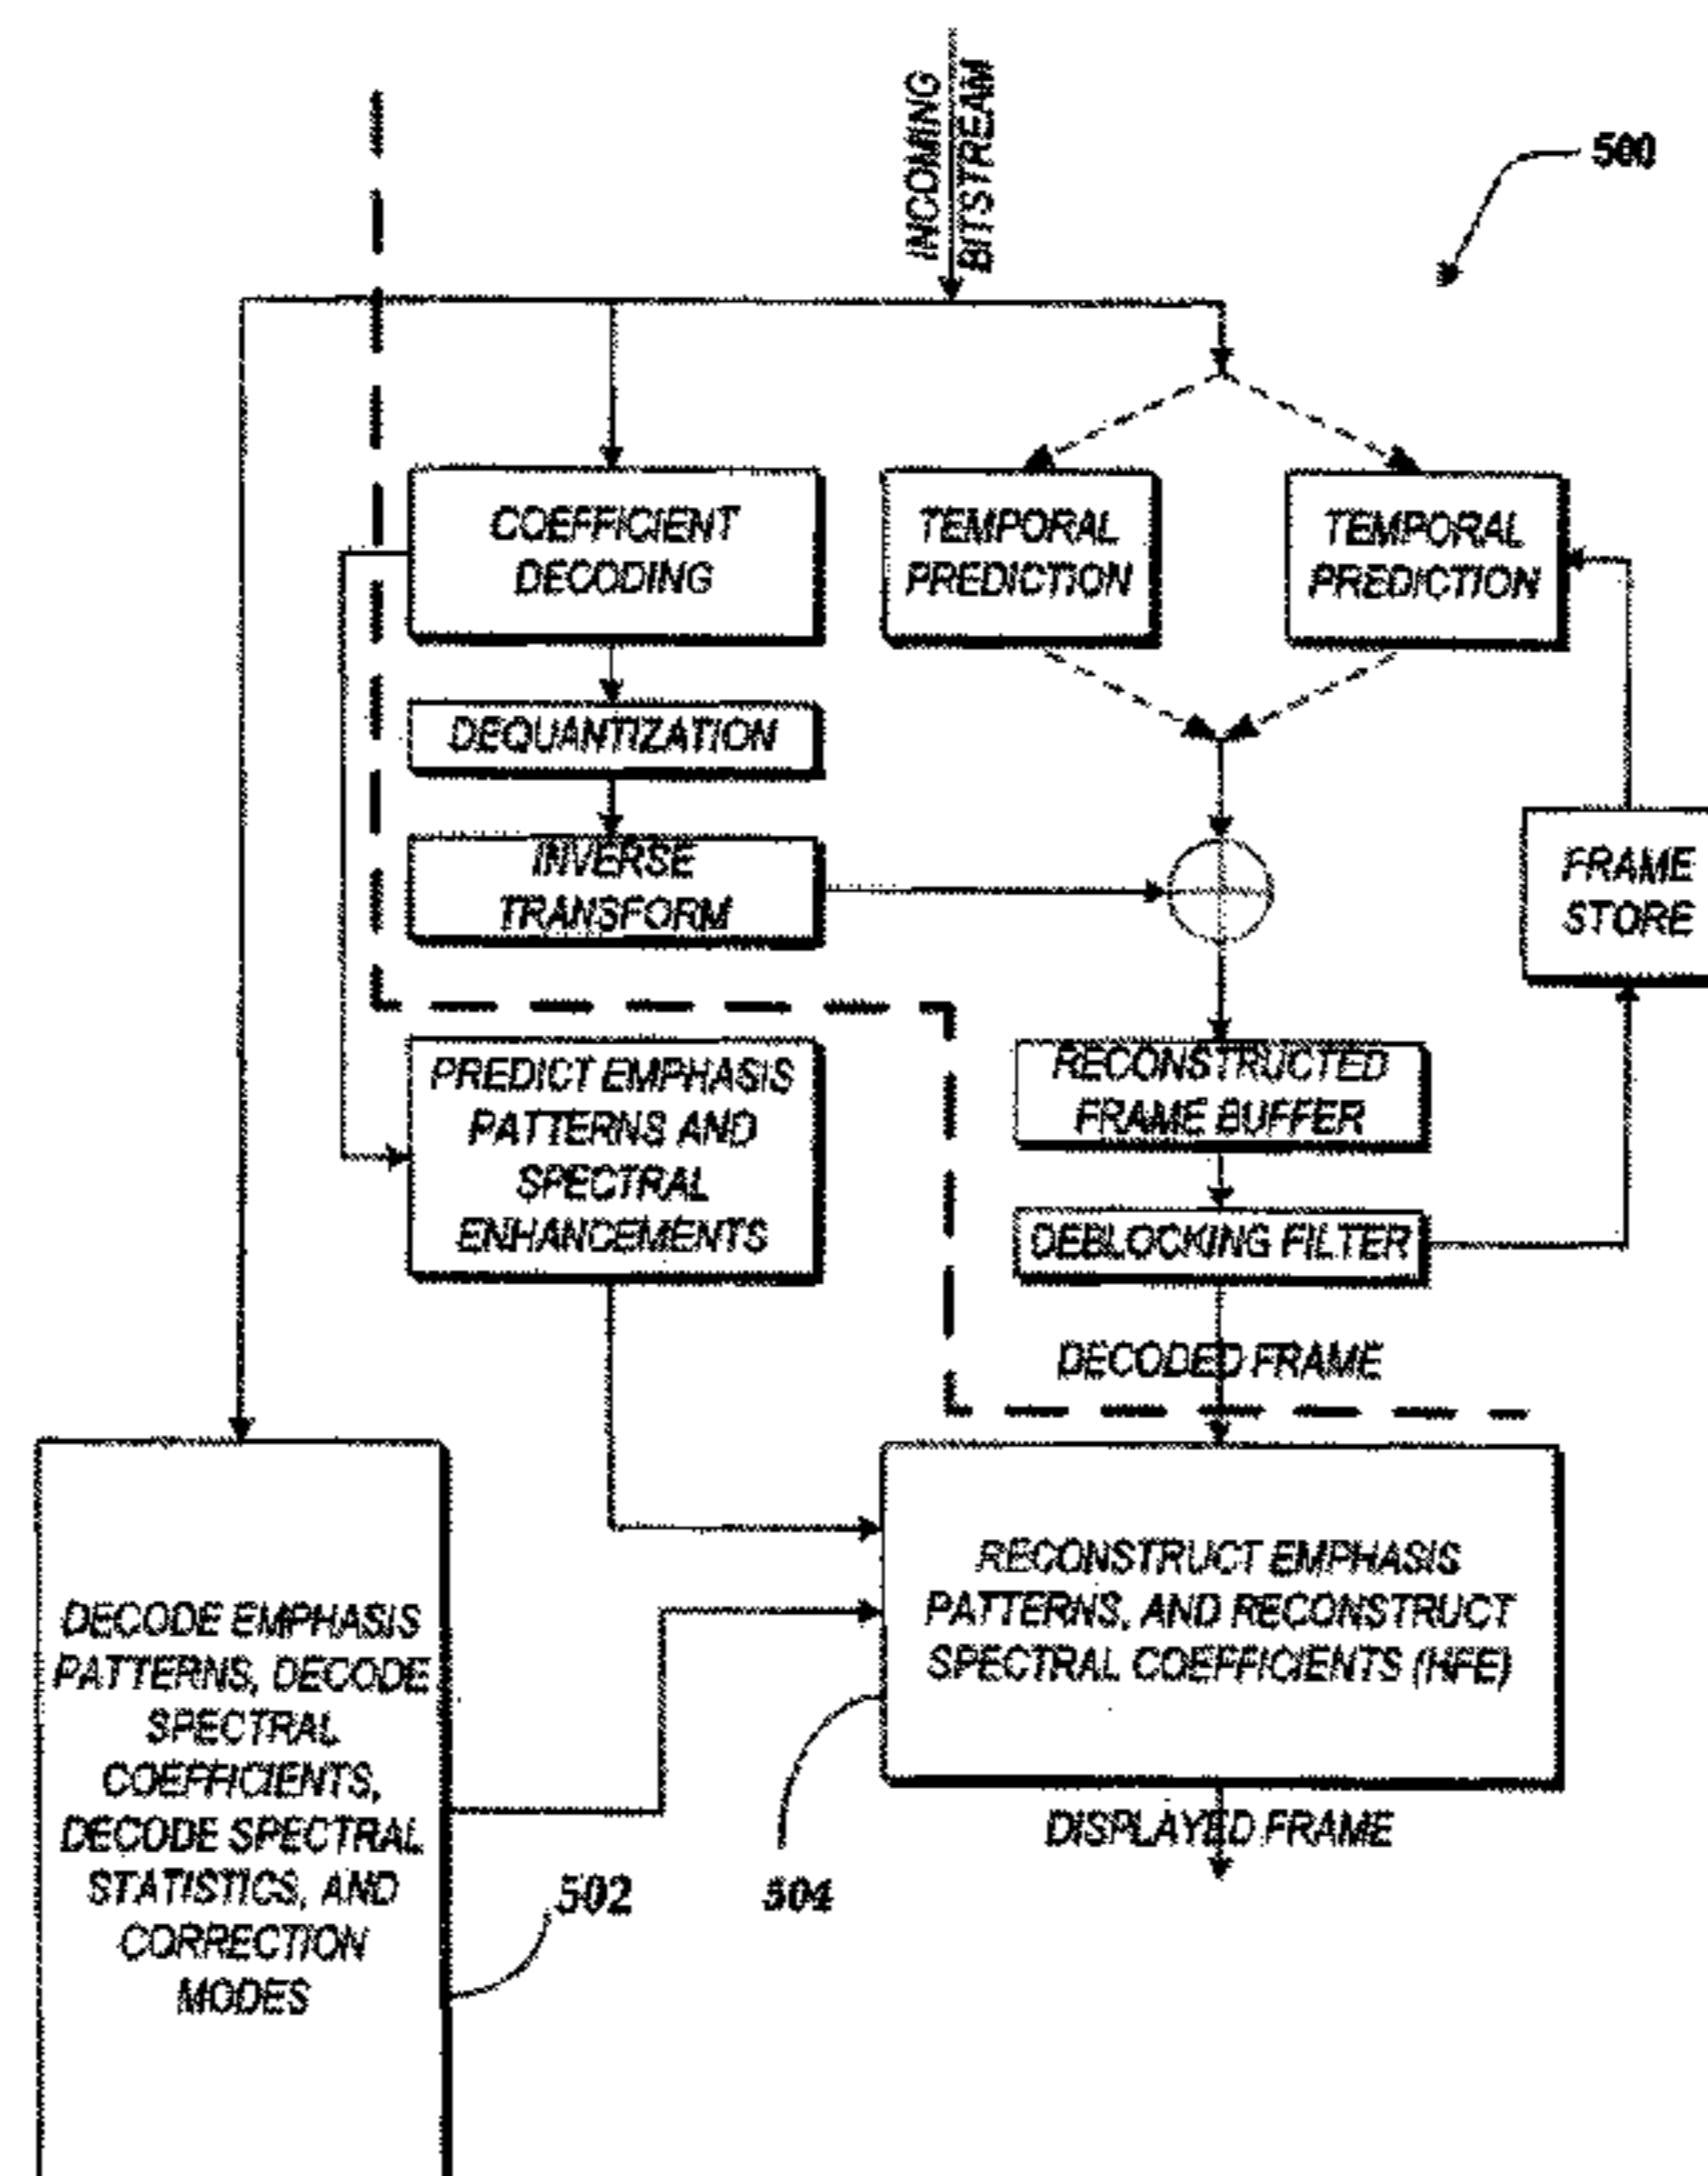 INCOMING
BITSTREAM
500
COEFFICIENT
DECODING
TEMPORAL
PREDICTION
TEMPORAL
PREDICTION
DEQUANTIZATION
INVERSE
TRANSFORM
FRAME
STORE
PREDICT EMPHASIS
PATTERNS AND
SPECTRAL
ENHANCEMENTS
RECONSTRUCTED
FRAME BUFFER
DEBLOCKING FILTER
DECODED FRAME
RECONSTRUCT EMPHASIS
PATTERNS, AND RECONSTRUCT
SPECTRAL COEFFICIENTS (HFE)
DECODE EMPHASIS
PATTERNS, DECODE
SPECTRAL
COEFFICIENTS,
DECODE SPECTRAL
STATISTICS, AND
CORRECTION
MODES
DISPLAYED FRAME
502
504